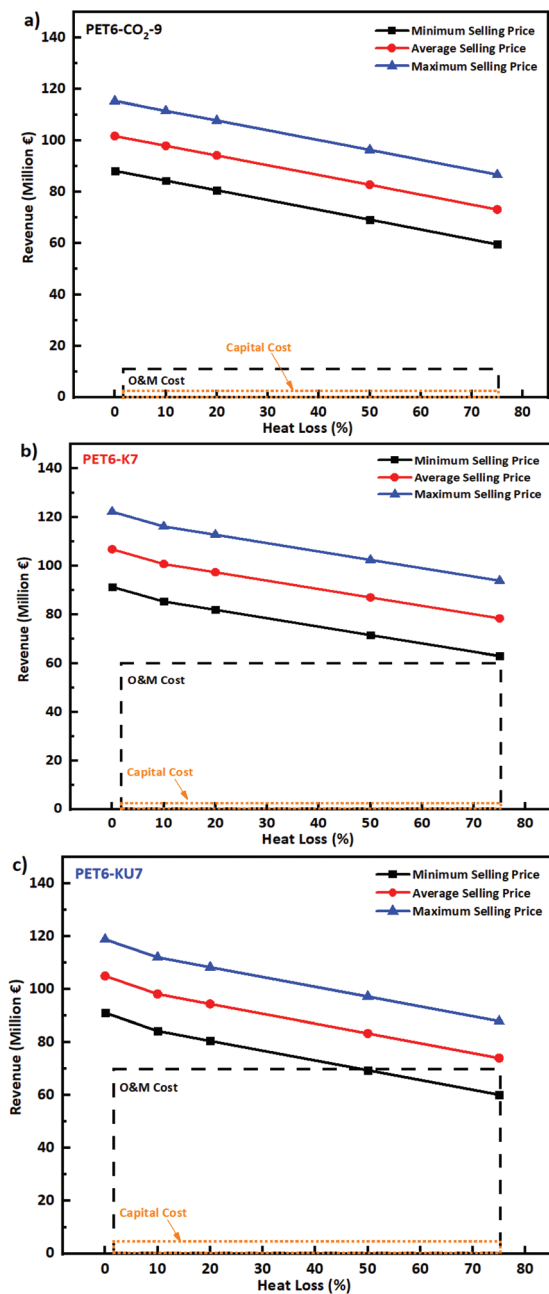 a)
PET6-CO₂-9
Minimum Selling Price
Average Selling Price
Maximum Selling Price
140
120
100
80
60
40
20
0
Revenue (Million €)
Capital Cost
O&M Cost
0 10 20 30 40 50 60 70 80
Heat Loss (%)
b)
PET6-K7
Minimum Selling Price
Average Selling Price
Maximum Selling Price
140
120
100
80
60
40
20
0
Revenue (Million €)
O&M Cost
Capital Cost
0 10 20 30 40 50 60 70 80
Heat Loss (%)
c)
PET6-KU7
Minimum Selling Price
Average Selling Price
Maximum Selling Price
140
120
100
80
60
40
20
0
Revenue (Million €)
O&M Cost
Capital Cost
0 10 20 30 40 50 60 70 80
Heat Loss (%)